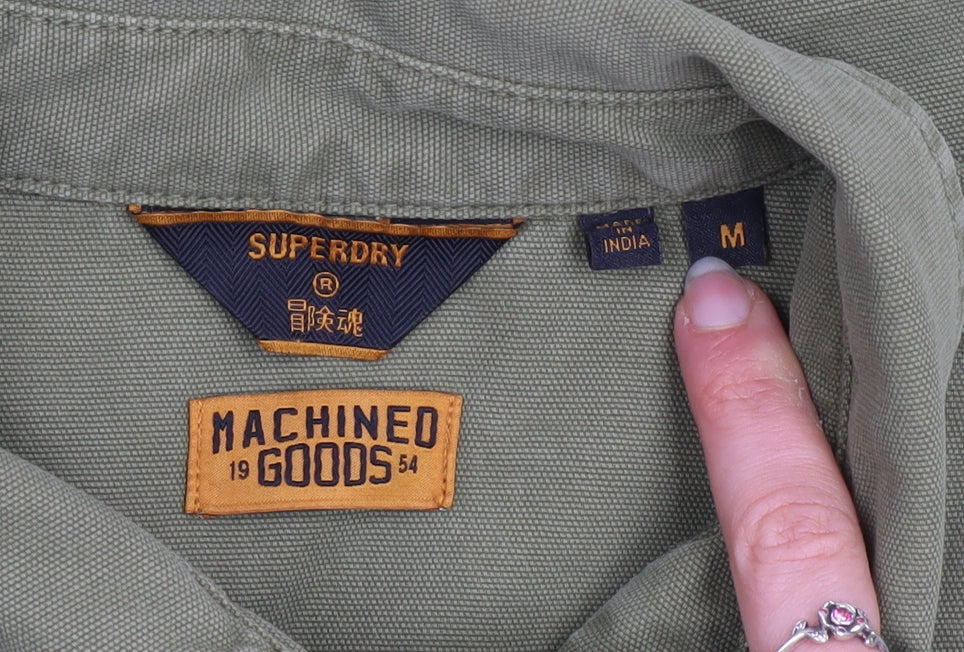 SUPERDRY
®
冒険魂
MADE
IN
INDIA
M
MACHINED
19 GOODS 54